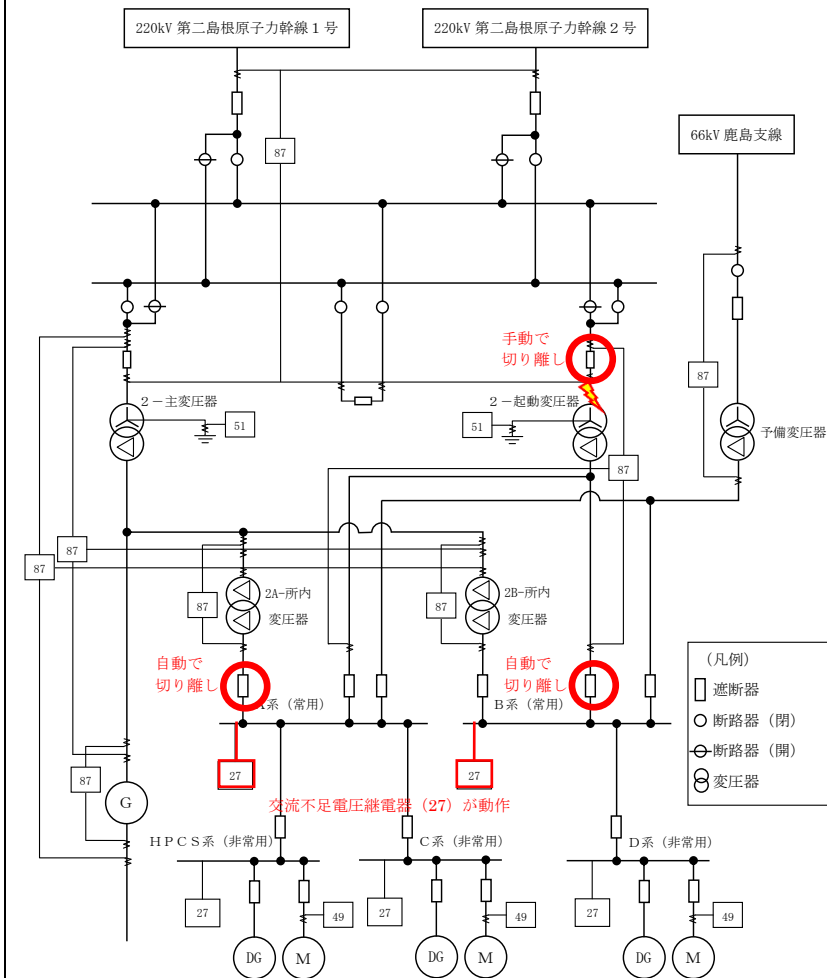 220kV 第二島根原子力幹線１号
220kV 第二島根原子力幹線２号
66kV 鹿島支線
87
手動で
切り離し
87
２－主変圧器
２－起動変圧器
51
51
予備変圧器
87
87
87
2A-所内
変圧器
87
2B-所内
変圧器
87
自動で
切り離し
自動で
切り離し
A系（常用）
B系（常用）
（凡例）
遮断器
断路器（閉）
断路器（開）
変圧器
27
27
87
G
交流不足電圧継電器（27）が動作
ＨＰＣＳ系（非常用）
C系（非常用）
D系（非常用）
27
49
27
49
27
49
DG
M
DG
M
DG
M